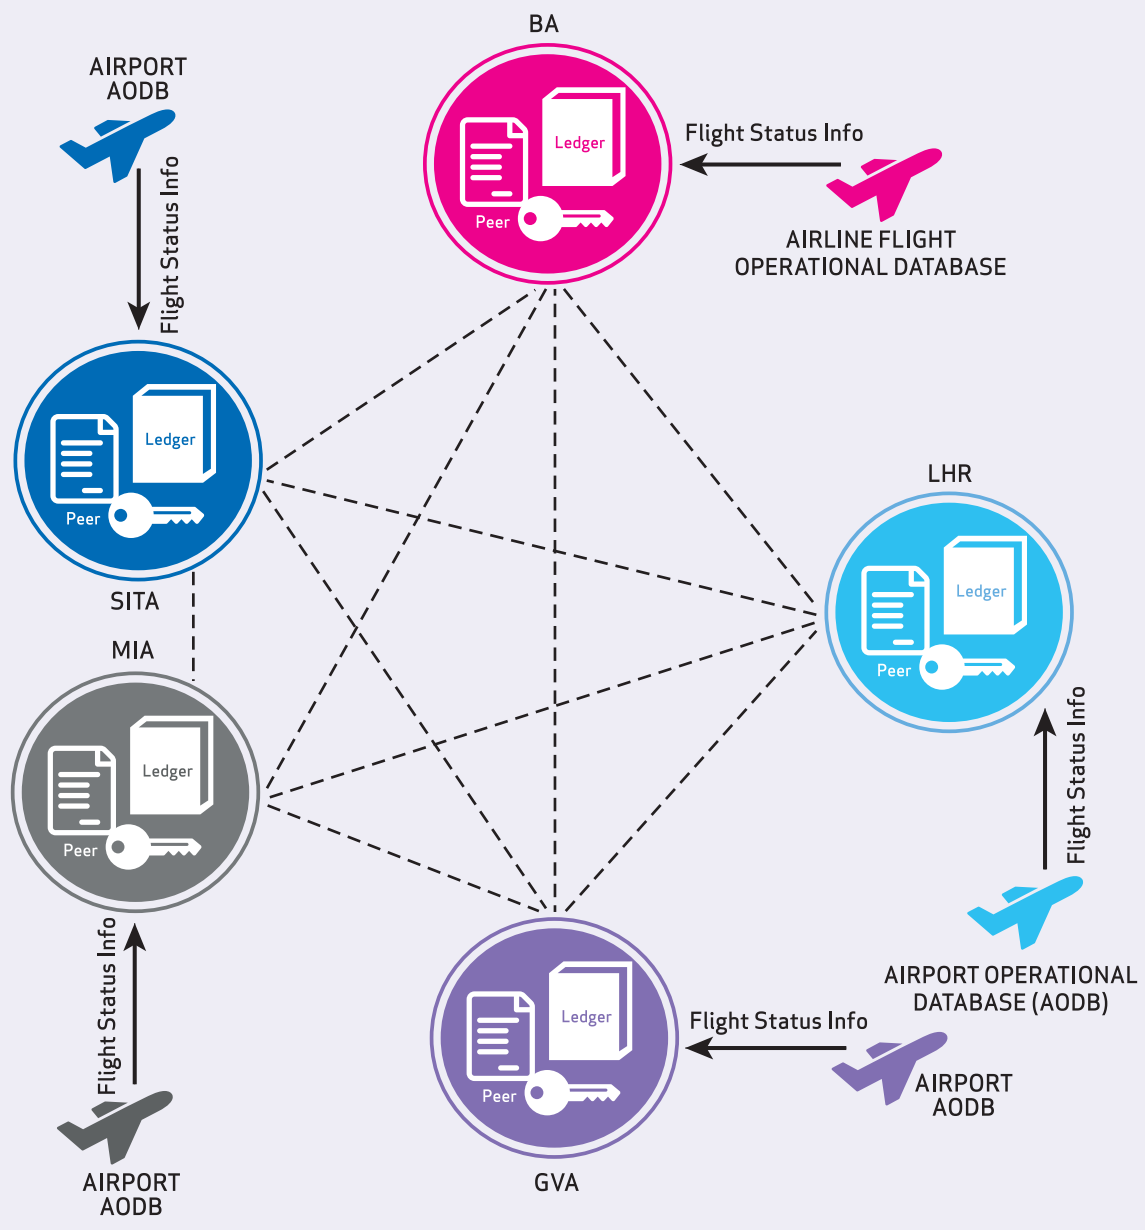 BA
AIRPORT
AODB
Flight Status Info
Ledger
Peer
Flight Status Info
AIRLINE FLIGHT
OPERATIONAL DATABASE
Ledger
Peer
SITA
LHR
Ledger
Peer
MIA
Ledger
Peer
Flight Status Info
AIRPORT OPERATIONAL
DATABASE (AODB)
Flight Status Info
AIRPORT
AODB
Ledger
Peer
GVA
Flight Status Info
AIRPORT
AODB